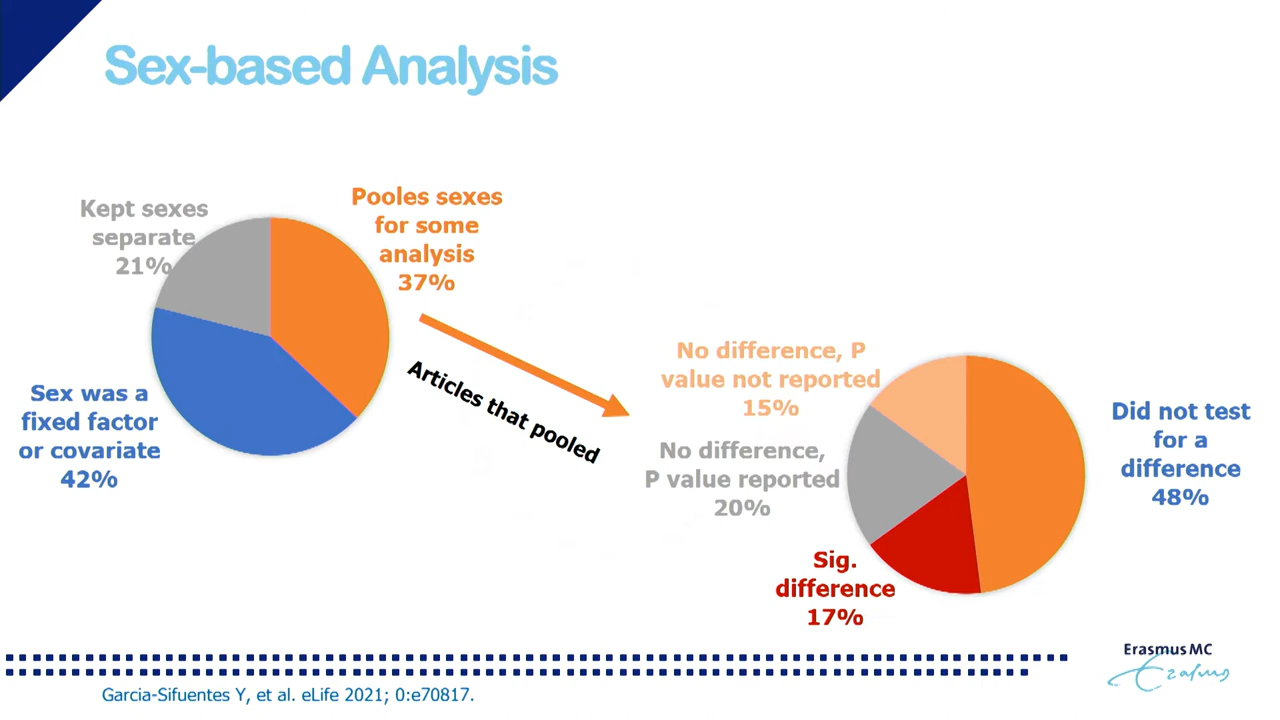 Sex-based Analysis
Kept sexes
separate
21%
Pooles sexes
for some
analysis
37%
Sex was a
fixed factor
or covariate
42%
Articles that pooled
No difference, P
value not reported
15%
No difference,
P value reported
20%
Sig.
difference
17%
Did not test
for a
difference
48%
Erasmus MC
Erasmus
Garcia-Sifuentes Y, et al. eLife 2021; 0:e70817.